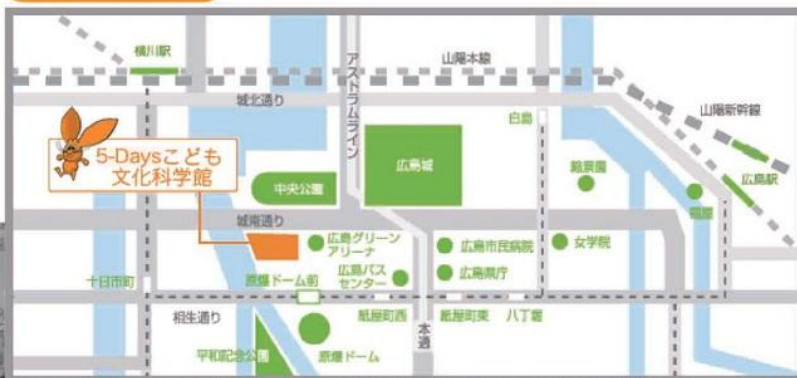 横川駅
山陽本線
アストラムライン
城北通り
山陽新幹線
白島
5-Daysこども
文化科学館
広島城
中央公園
縮景園
広島駅
福屋
城南通り
広島グリーン
アリーナ
広島市民病院
女学院
広島バス
センター
広島県庁
十日市町
原爆ドーム前
相生通り
紙屋町西
本通
紙屋町東
八丁堀
平和記念公園
原爆ドーム